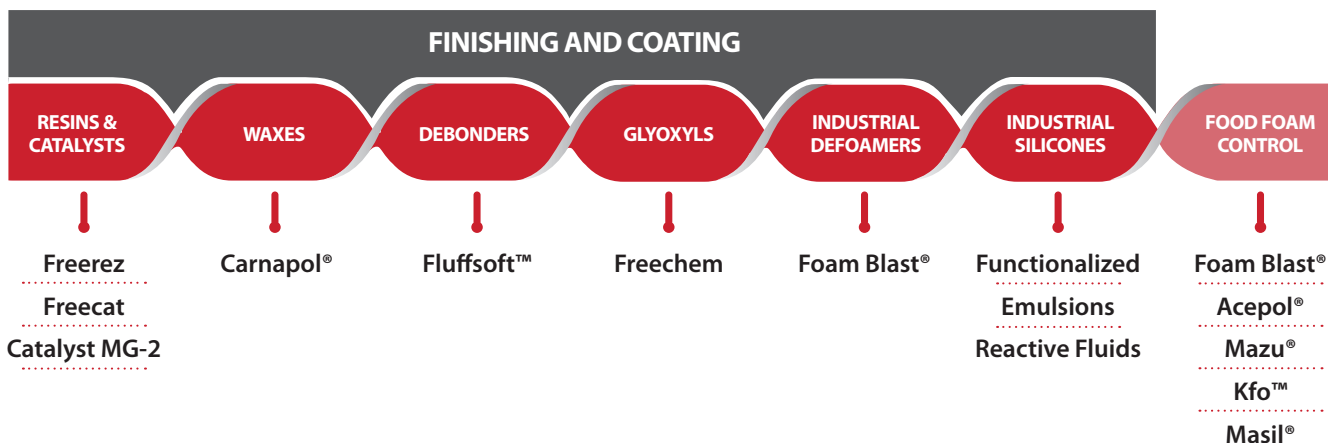 FINISHING AND COATING
RESINS &
CATALYSTS
WAXES
DEBONDERS
GLYOXYLS
INDUSTRIAL
DEFOAMERS
INDUSTRIAL
SILICONES
FOOD FOAM
CONTROL
Freerez
Freecat
Catalyst MG-2
Carnapol®
Fluffsoft™
Freechem
Foam Blast®
Functionalized
Emulsions
Reactive Fluids
Foam Blast®
Acepol®
Mazu®
Kfo™
Masil®